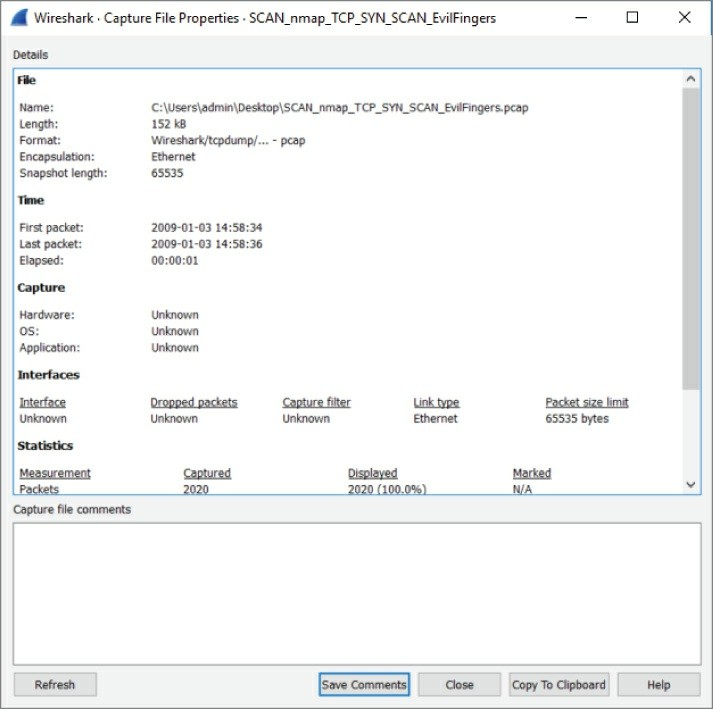 Wireshark · Capture File Properties · SCAN_nmap_TCP_SYN_SCAN_EvilFingers
Details
File
Name: C:\Users\admin\Desktop\SCAN_nmap_TCP_SYN_SCAN_EvilFingers.pcap
Length: 152 kB
Format: Wireshark/tcpdump/... - pcap
Encapsulation: Ethernet
Snapshot length: 65535
Time
First packet: 2009-01-03 14:58:34
Last packet: 2009-01-03 14:58:36
Elapsed: 00:00:01
Capture
Hardware: Unknown
OS: Unknown
Application: Unknown
Interfaces
Interface Dropped packets Capture filter Link type Packet size limit
Unknown Unknown Unknown Ethernet 65535 bytes
Statistics
Measurement Captured Displayed Marked
Packets 2020 2020 (100.0%) N/A
Capture file comments
Refresh Save Comments Close Copy To Clipboard Help